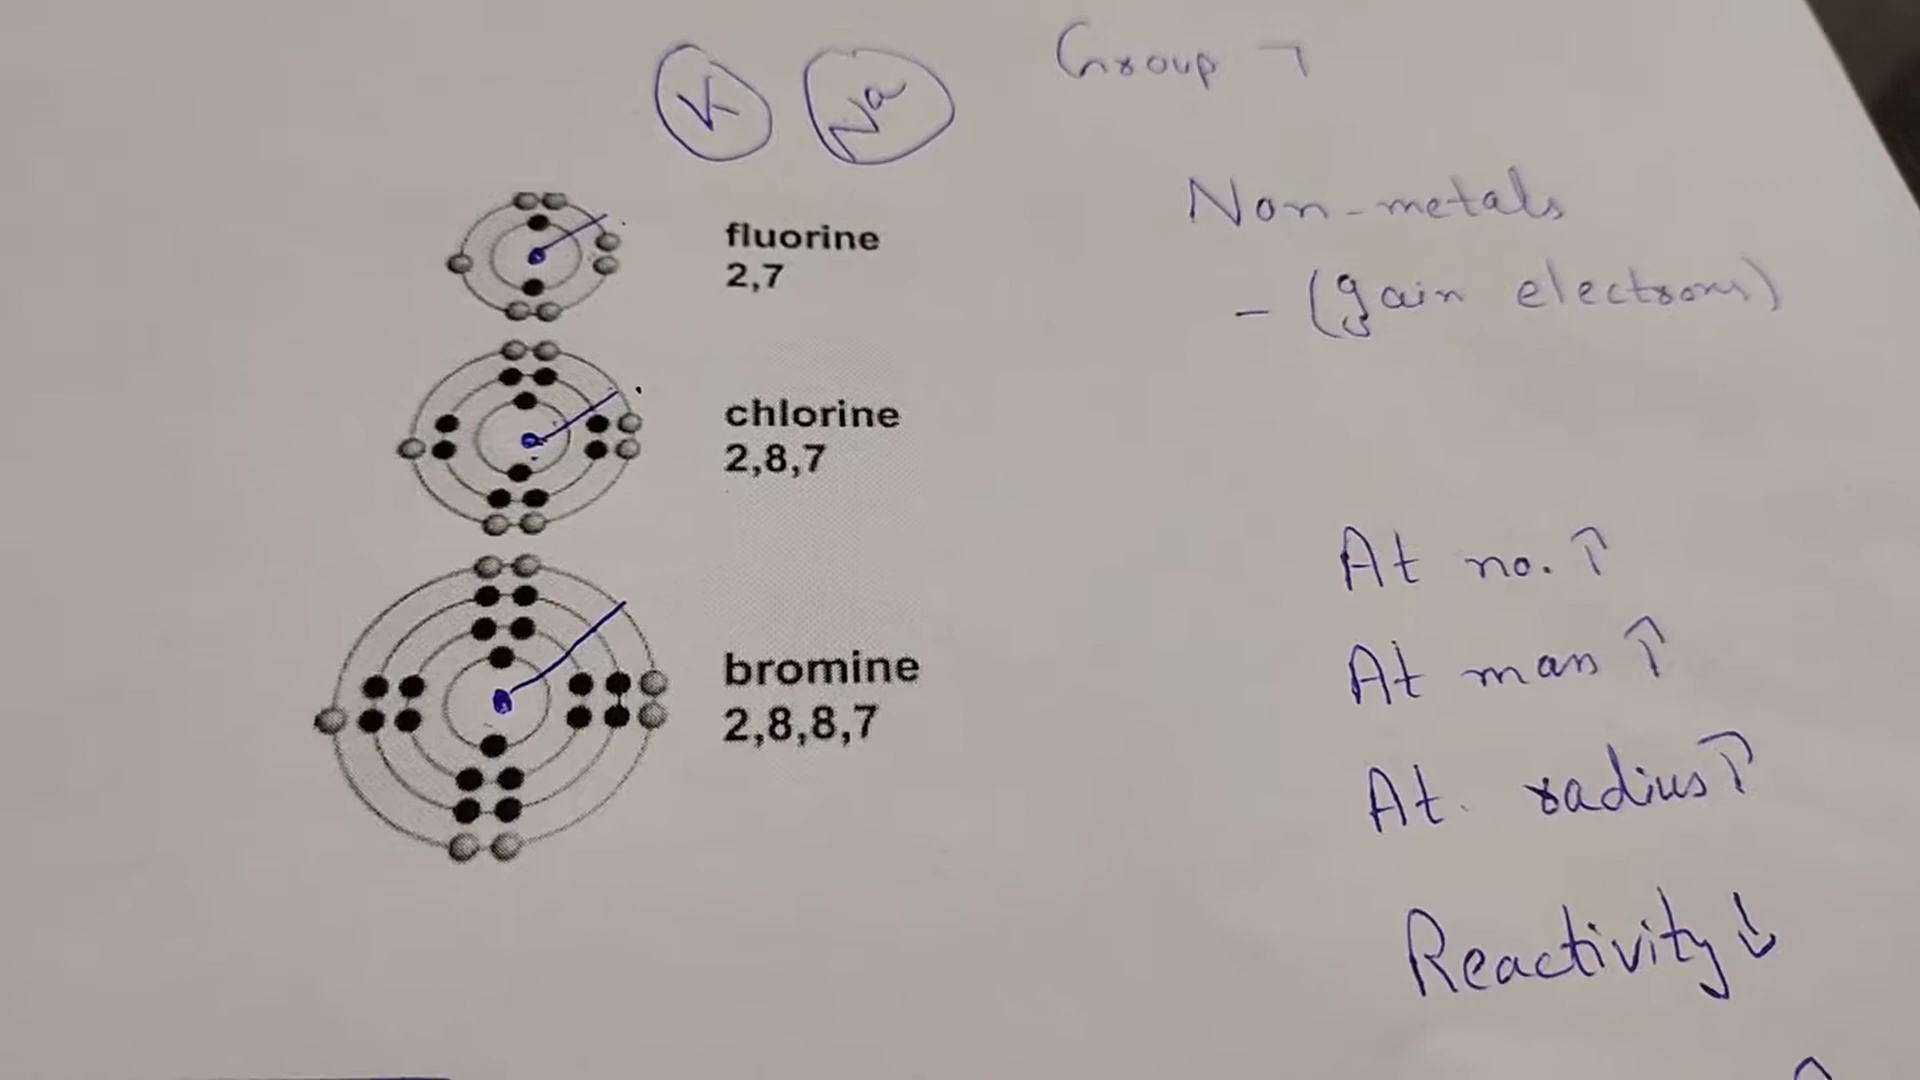 K Na Group 7
Non-metals
- (gain electrons)
fluorine
2,7
chlorine
2,8,7
bromine
2,8,8,7
At no. ↑
At mass ↑
At. radius ↑
Reactivity ↓